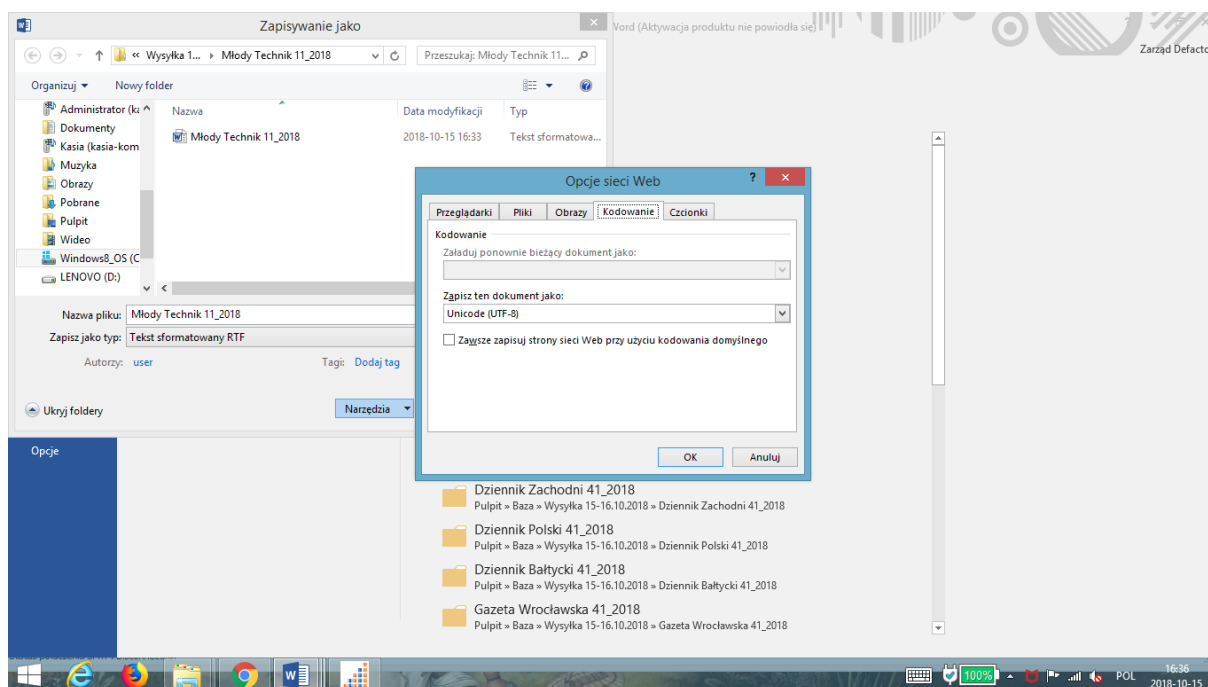 Zapisywanie jako
Word (Aktywacja produktu nie powiodła się)
Zarząd Defacto
« Wysyłka 1... Młody Technik 11_2018
Przeszukaj: Młody Technik 11...
Organizuj Nowy folder
Nazwa Data modyfikacji Typ
Administrator (ka
Dokumenty
Kasia (kasia-kom
Muzyka
Obrazy
Pobrane
Pulpit
Wideo
Windows8_OS (C
LENOVO (D:)
Młody Technik 11_2018 2018-10-15 16:33 Tekst sformatowa...
Nazwa pliku: Młody Technik 11_2018
Zapisz jako typ: Tekst sformatowany RTF
Autorzy: user Tagi: Dodaj tag
Ukryj foldery Narzędzia
Opcje sieci Web ?
Przeglądarki Pliki Obrazy Kodowanie Czcionki
Kodowanie
Załaduj ponownie bieżący dokument jako:
Zapisz ten dokument jako:
Unicode (UTF-8)
Zawsze zapisuj strony sieci Web przy użyciu kodowania domyślnego
OK Anuluj
Opcje
Dziennik Zachodni 41_2018
Pulpit » Baza » Wysyłka 15-16.10.2018 » Dziennik Zachodni 41_2018
Dziennik Polski 41_2018
Pulpit » Baza » Wysyłka 15-16.10.2018 » Dziennik Polski 41_2018
Dziennik Bałtycki 41_2018
Pulpit » Baza » Wysyłka 15-16.10.2018 » Dziennik Bałtycki 41_2018
Gazeta Wrocławska 41_2018
Pulpit » Baza » Wysyłka 15-16.10.2018 » Gazeta Wrocławska 41_2018
100% POL 16:36
2018-10-15